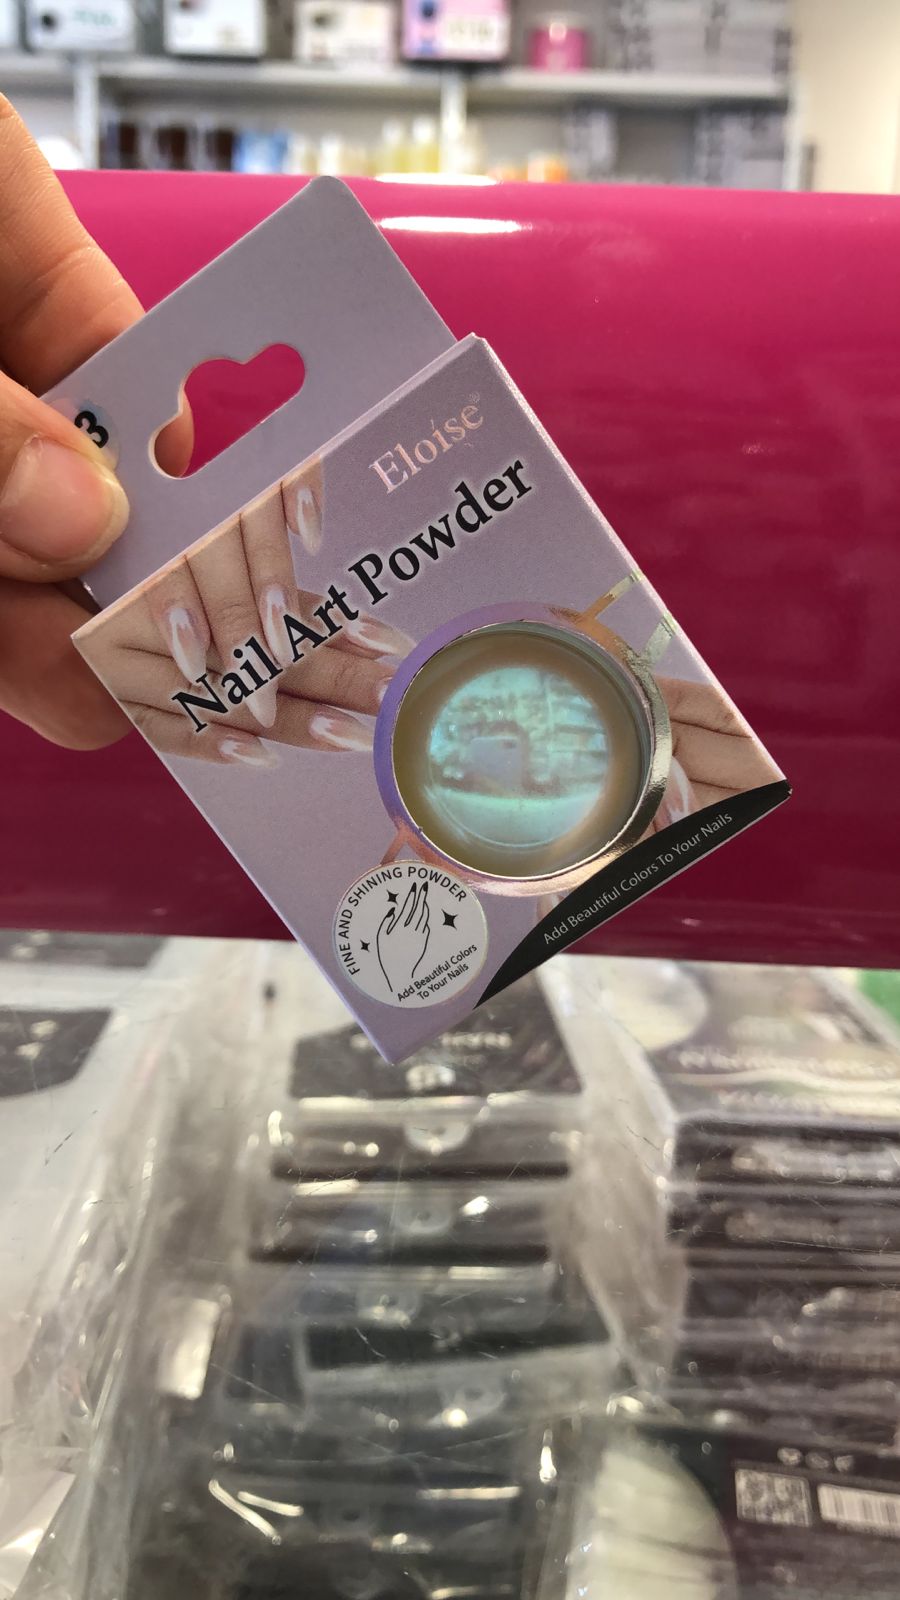 3
Eloise®
Nail Art Powder
FINE AND SHINING POWDER
Add Beautiful Colors
To Your Nails
Add Beautiful Colors To Your Nails